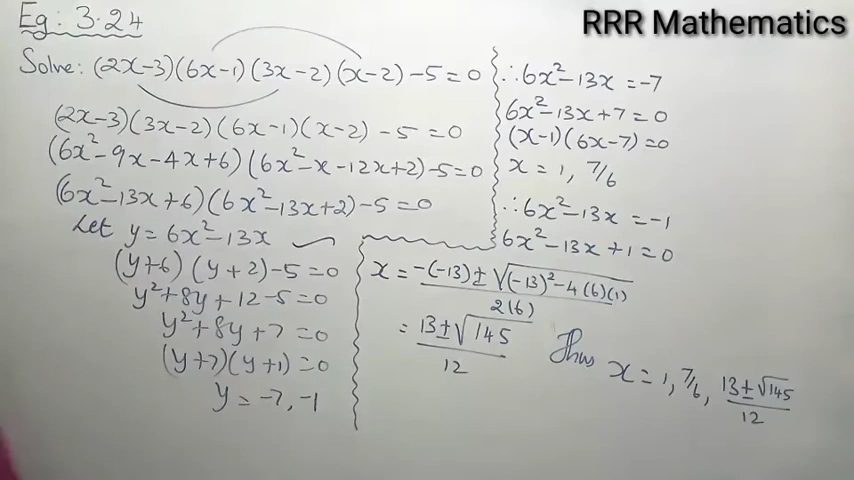 RRR Mathematics
Eg: 3.24
Solve: (2x-3)(6x-1)(3x-2)(x-2)-5=0
(2x-3)(3x-2)(6x-1)(x-2)-5=0
(6x²-9x-4x+6)(6x²-x-12x+2)-5=0
(6x²-13x+6)(6x²-13x+2)-5=0
Let y=6x²-13x
(y+6)(y+2)-5=0
y²+8y+12-5=0
y²+8y+7=0
(y+7)(y+1)=0
y=-7,-1
∴6x²-13x=-7
6x²-13x+7=0
(x-1)(6x-7)=0
x=1, 7/6
∴6x²-13x=-1
6x²-13x+1=0
x=-(-13)±√(-13)²-4(6)(1)
2(6)
=13±√145
12
Thus x=1, 7/6, 13±√145
12